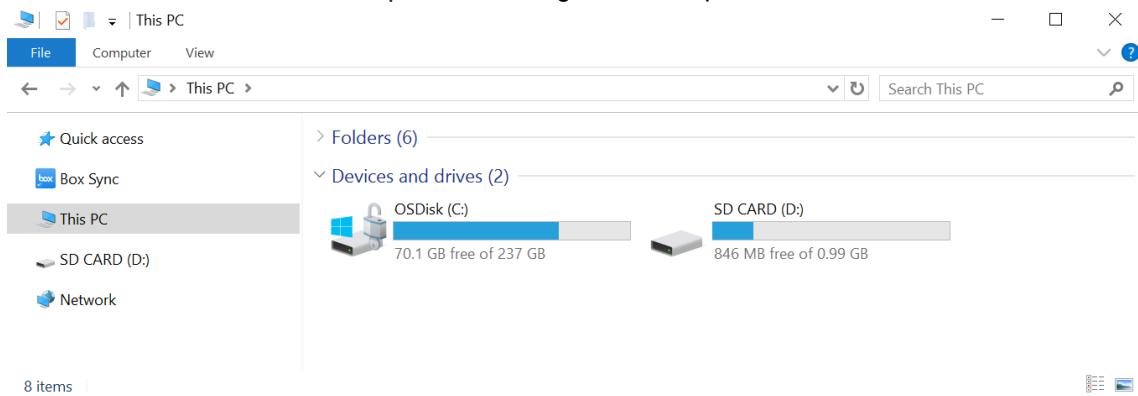 This PC
File Computer View
This PC
Search This PC
Quick access
Folders (6)
Devices and drives (2)
box Box Sync
This PC
OSDisk (C:)
SD CARD (D:)
70.1 GB free of 237 GB
846 MB free of 0.99 GB
SD CARD (D:)
Network
8 items